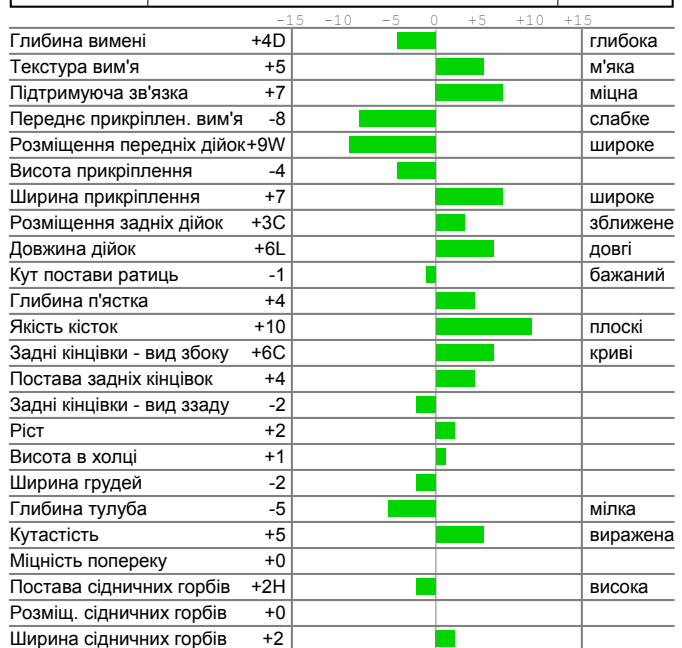 -15 -10 -5 0 +5 +10 +15
Глибина вимені +4D глибока
Текстура вим'я +5 м'яка
Підтримуюча зв'язка +7 міцна
Переднє прикріплен. вим'я -8 слабке
Розміщення передніх дійок+9W широке
Висота прикріплення -4
Ширина прикріплення +7 широке
Розміщення задніх дійок +3C зближене
Довжина дійок +6L довгі
Кут постави ратиць -1 бажаний
Глибина п'ястка +4
Якість кісток +10 плоскі
Задні кінцівки - вид збоку +6C криві
Постава задніх кінцівок +4
Задні кінцівки - вид ззаду -2
Ріст +2
Висота в холці +1
Ширина грудей -2
Глибина тулуба -5 мілка
Кутастість +5 виражена
Міцність попереку +0
Постава сідничних горбів +2H висока
Розміщ. сідничних горбів +0
Ширина сідничних горбів +2